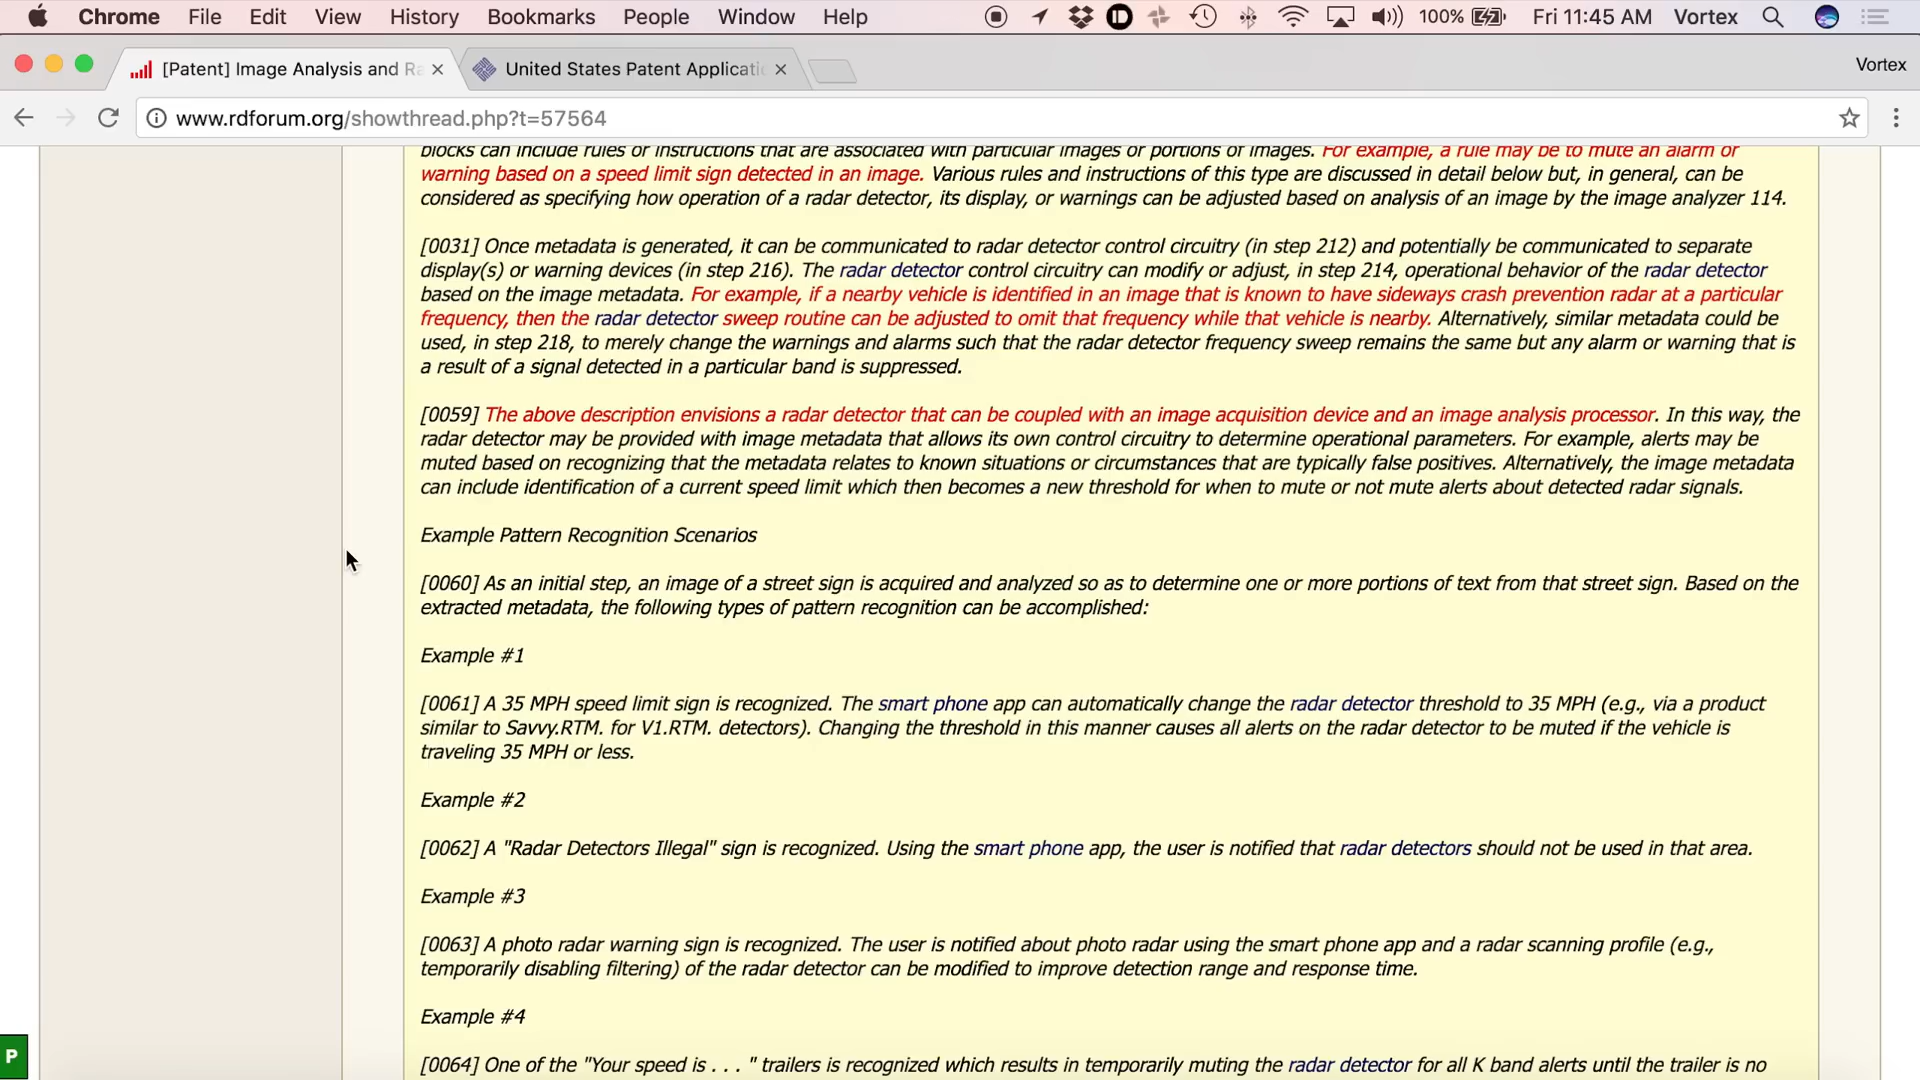 Chrome File Edit View History Bookmarks People Window Help 100% Fri 11:45 AM Vortex
[Patent] Image Analysis and Ra United States Patent Applicati Vortex
www.rdforum.org/showthread.php?t=57564
blocks can include rules or instructions that are associated with particular images or portions of images. For example, a rule may be to mute an alarm or
warning based on a speed limit sign detected in an image. Various rules and instructions of this type are discussed in detail below but, in general, can be
considered as specifying how operation of a radar detector, its display, or warnings can be adjusted based on analysis of an image by the image analyzer 114.
[0031] Once metadata is generated, it can be communicated to radar detector control circuitry (in step 212) and potentially be communicated to separate
display(s) or warning devices (in step 216). The radar detector control circuitry can modify or adjust, in step 214, operational behavior of the radar detector
based on the image metadata. For example, if a nearby vehicle is identified in an image that is known to have sideways crash prevention radar at a particular
frequency, then the radar detector sweep routine can be adjusted to omit that frequency while that vehicle is nearby. Alternatively, similar metadata could be
used, in step 218, to merely change the warnings and alarms such that the radar detector frequency sweep remains the same but any alarm or warning that is
a result of a signal detected in a particular band is suppressed.
[0059] The above description envisions a radar detector that can be coupled with an image acquisition device and an image analysis processor. In this way, the
radar detector may be provided with image metadata that allows its own control circuitry to determine operational parameters. For example, alerts may be
muted based on recognizing that the metadata relates to known situations or circumstances that are typically false positives. Alternatively, the image metadata
can include identification of a current speed limit which then becomes a new threshold for when to mute or not mute alerts about detected radar signals.
Example Pattern Recognition Scenarios
[0060] As an initial step, an image of a street sign is acquired and analyzed so as to determine one or more portions of text from that street sign. Based on the
extracted metadata, the following types of pattern recognition can be accomplished:
Example #1
[0061] A 35 MPH speed limit sign is recognized. The smart phone app can automatically change the radar detector threshold to 35 MPH (e.g., via a product
similar to Savvy.RTM. for V1.RTM. detectors). Changing the threshold in this manner causes all alerts on the radar detector to be muted if the vehicle is
traveling 35 MPH or less.
Example #2
[0062] A "Radar Detectors Illegal" sign is recognized. Using the smart phone app, the user is notified that radar detectors should not be used in that area.
Example #3
[0063] A photo radar warning sign is recognized. The user is notified about photo radar using the smart phone app and a radar scanning profile (e.g.,
temporarily disabling filtering) of the radar detector can be modified to improve detection range and response time.
Example #4
P
[0064] One of the "Your speed is . . . " trailers is recognized which results in temporarily muting the radar detector for all K band alerts until the trailer is no